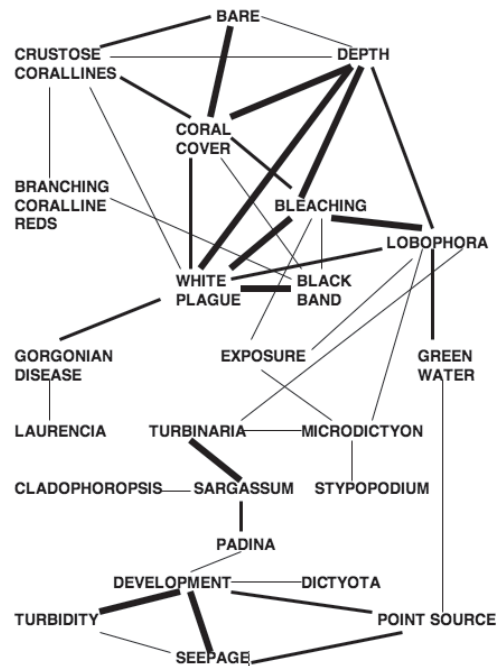 BARE
CRUSTOSE
CORALLINES
DEPTH
CORAL
COVER
BRANCHING
CORALLINE
REDS
BLEACHING
LOBOPHORA
WHITE
PLAGUE
BLACK
BAND
GORGONIAN
DISEASE
EXPOSURE
GREEN
WATER
LAURENCIA
TURBINARIA
MICRODICTYON
CLADOPHOROPSIS
SARGASSUM
STYPOPODIUM
PADINA
DEVELOPMENT
DICTYOTA
TURBIDITY
POINT SOURCE
SEEPAGE